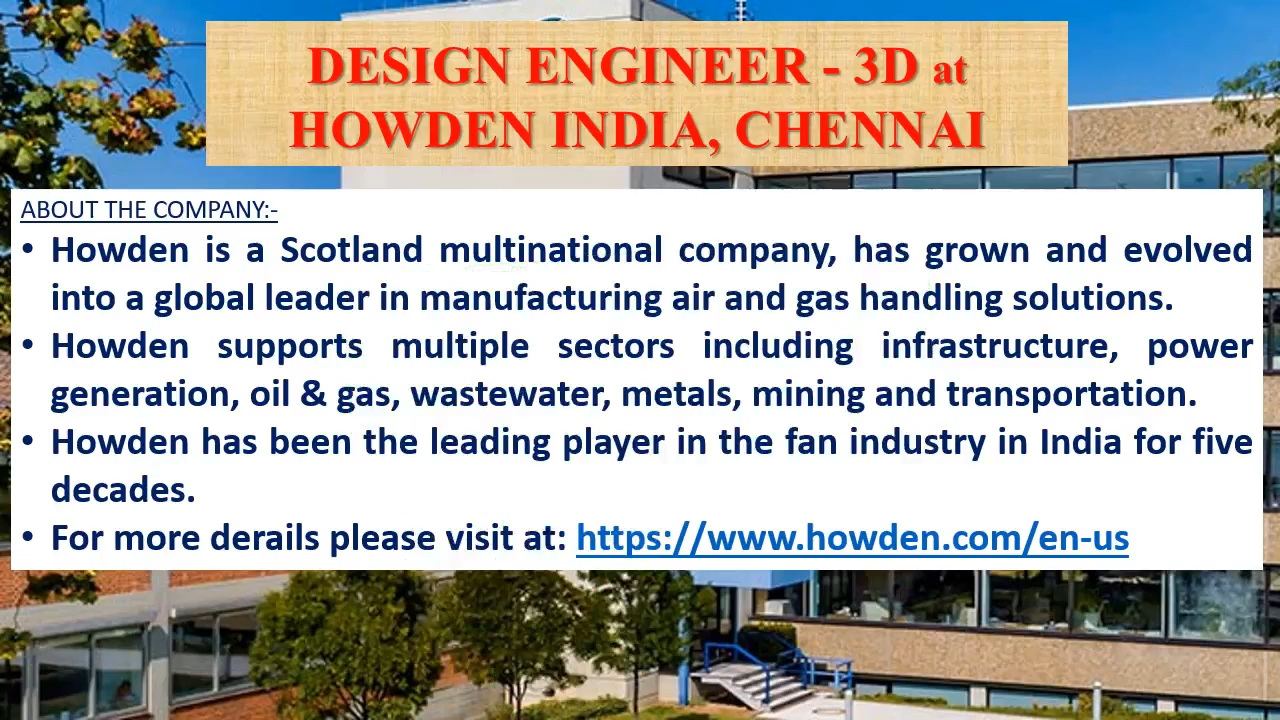 DESIGN ENGINEER - 3D at
HOWDEN INDIA, CHENNAI
ABOUT THE COMPANY:-
• Howden is a Scotland multinational company, has grown and evolved
into a global leader in manufacturing air and gas handling solutions.
• Howden supports multiple sectors including infrastructure, power
generation, oil & gas, wastewater, metals, mining and transportation.
• Howden has been the leading player in the fan industry in India for five
decades.
• For more derails please visit at: https://www.howden.com/en-us